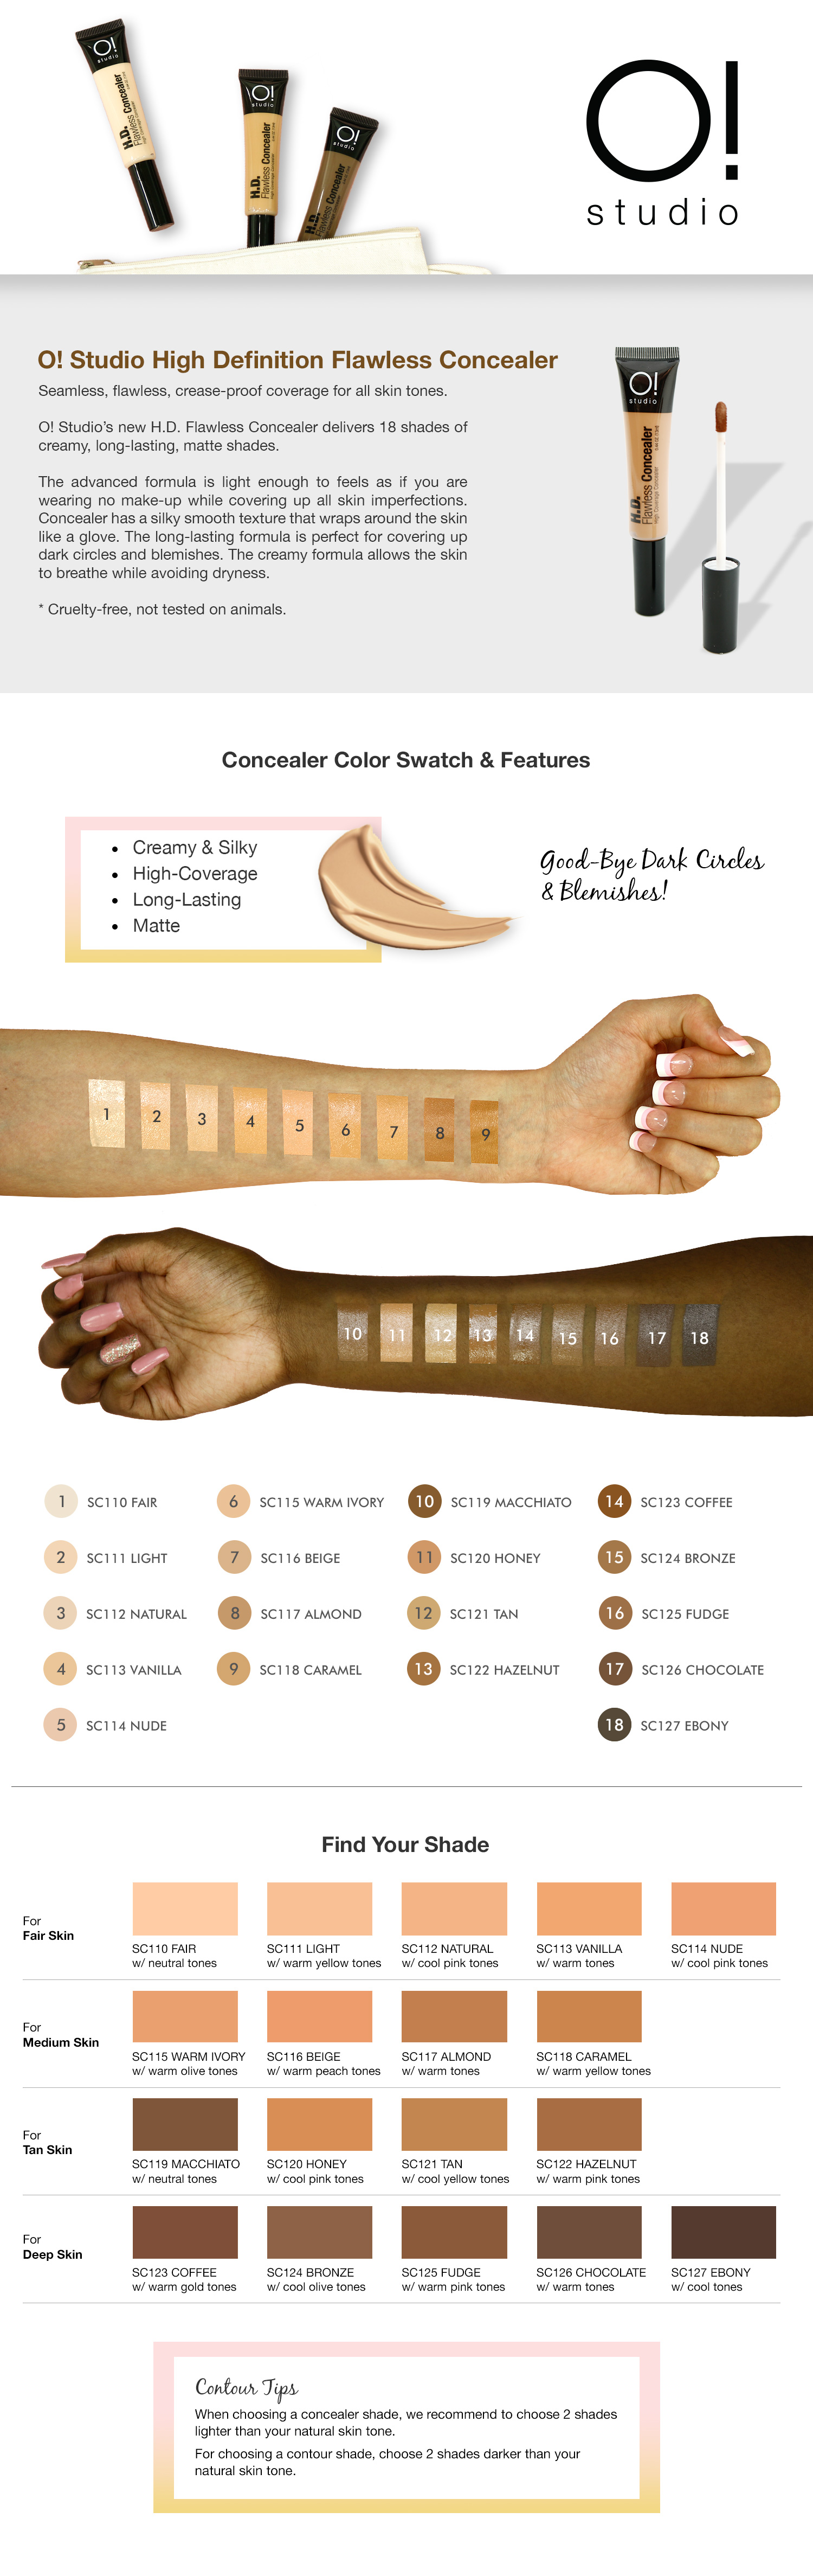 O!
studio
H.D.
Flawless Concealer
O!
studio
H.D.
Flawless Concealer
O!
studio
H.D.
Flawless Concealer
O!
studio
O! Studio High Definition Flawless Concealer
Seamless, flawless, crease-proof coverage for all skin tones.
O! Studio’s new H.D. Flawless Concealer delivers 18 shades of
creamy, long-lasting, matte shades.
The advanced formula is light enough to feels as if you are
wearing no make-up while covering up all skin imperfections.
Concealer has a silky smooth texture that wraps around the skin
like a glove. The long-lasting formula is perfect for covering up
dark circles and blemishes. The creamy formula allows the skin
to breathe while avoiding dryness.
* Cruelty-free, not tested on animals.
O!
studio
H.D.
Flawless Concealer
High Coverage Concealer
Concealer Color Swatch & Features
• Creamy & Silky
• High-Coverage
• Long-Lasting
• Matte
Good-Bye Dark Circles
& Blemishes!
1 2 3 4 5 6 7 8 9
10 11 12 13 14 15 16 17 18
1 SC110 FAIR
2 SC111 LIGHT
3 SC112 NATURAL
4 SC113 VANILLA
5 SC114 NUDE
6 SC115 WARM IVORY
7 SC116 BEIGE
8 SC117 ALMOND
9 SC118 CARAMEL
10 SC119 MACCHIATO
11 SC120 HONEY
12 SC121 TAN
13 SC122 HAZELNUT
14 SC123 COFFEE
15 SC124 BRONZE
16 SC125 FUDGE
17 SC126 CHOCOLATE
18 SC127 EBONY
Find Your Shade
For
Fair Skin
SC110 FAIR
w/ neutral tones
SC111 LIGHT
w/ warm yellow tones
SC112 NATURAL
w/ cool pink tones
SC113 VANILLA
w/ warm tones
SC114 NUDE
w/ cool pink tones
For
Medium Skin
SC115 WARM IVORY
w/ warm olive tones
SC116 BEIGE
w/ warm peach tones
SC117 ALMOND
w/ warm tones
SC118 CARAMEL
w/ warm yellow tones
For
Tan Skin
SC119 MACCHIATO
w/ neutral tones
SC120 HONEY
w/ cool pink tones
SC121 TAN
w/ cool yellow tones
SC122 HAZELNUT
w/ warm pink tones
For
Deep Skin
SC123 COFFEE
w/ warm gold tones
SC124 BRONZE
w/ cool olive tones
SC125 FUDGE
w/ warm pink tones
SC126 CHOCOLATE
w/ warm tones
SC127 EBONY
w/ cool tones
Contour Tips
When choosing a concealer shade, we recommend to choose 2 shades
lighter than your natural skin tone.
For choosing a contour shade, choose 2 shades darker than your
natural skin tone.